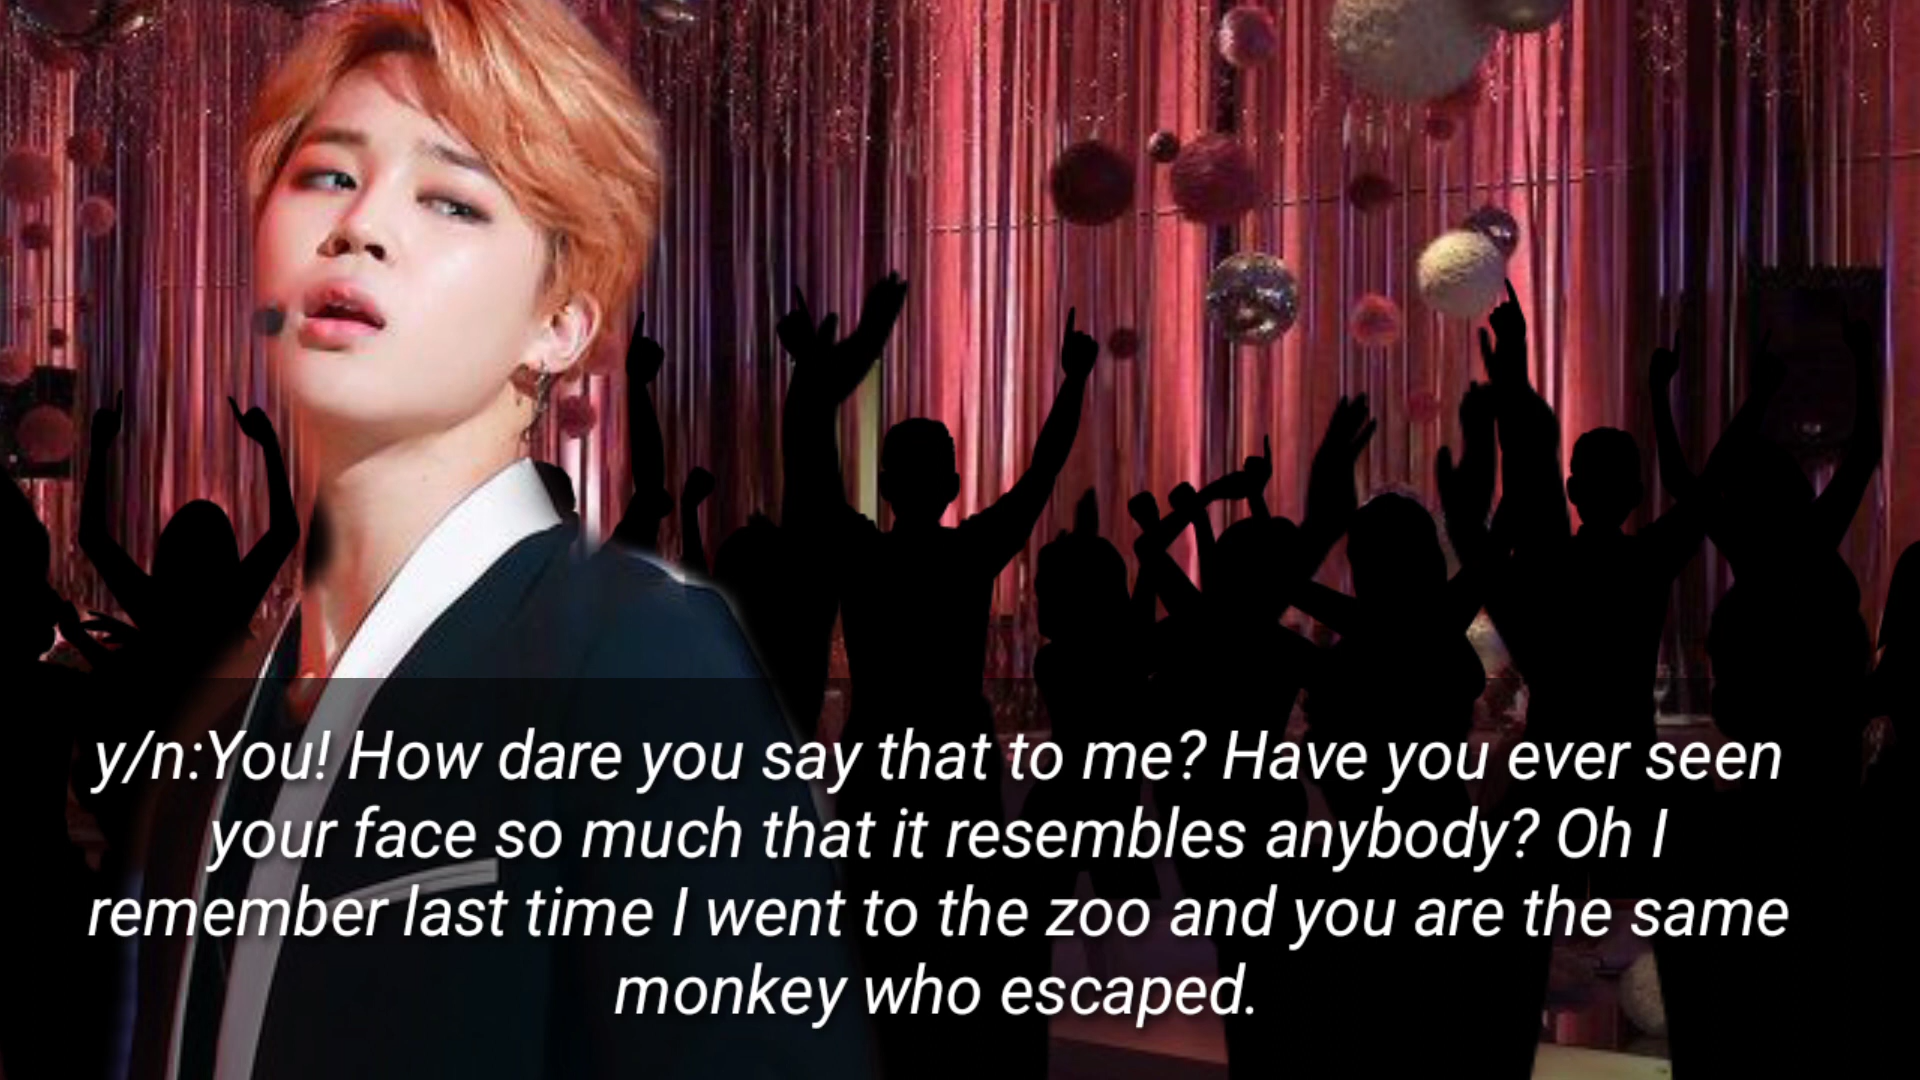 y/n:You! How dare you say that to me? Have you ever seen
your face so much that it resembles anybody? Oh I
remember last time I went to the zoo and you are the same
monkey who escaped.